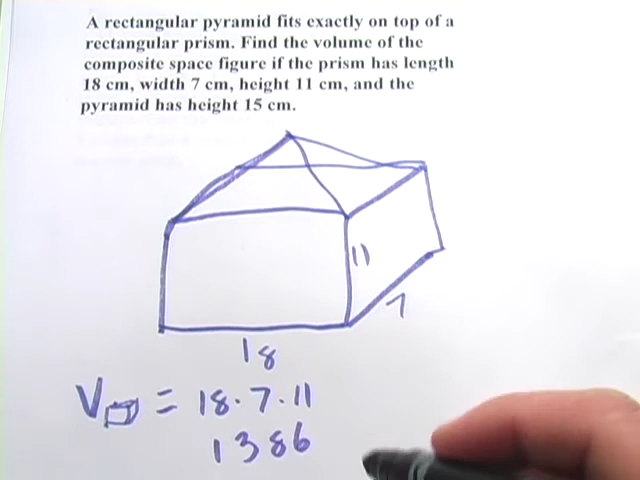 A rectangular pyramid fits exactly on top of a
rectangular prism. Find the volume of the
composite space figure if the prism has length
18 cm, width 7 cm, height 11 cm, and the
pyramid has height 15 cm.
11
7
18
V = 18·7·11
1386